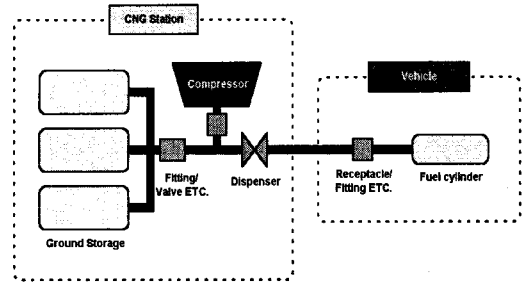 CNG Station
Compressor
Vehicle
Fitting/
Valve ETC.
Dispenser
Receptacle/
Fitting ETC.
Fuel cylinder
Ground Storage